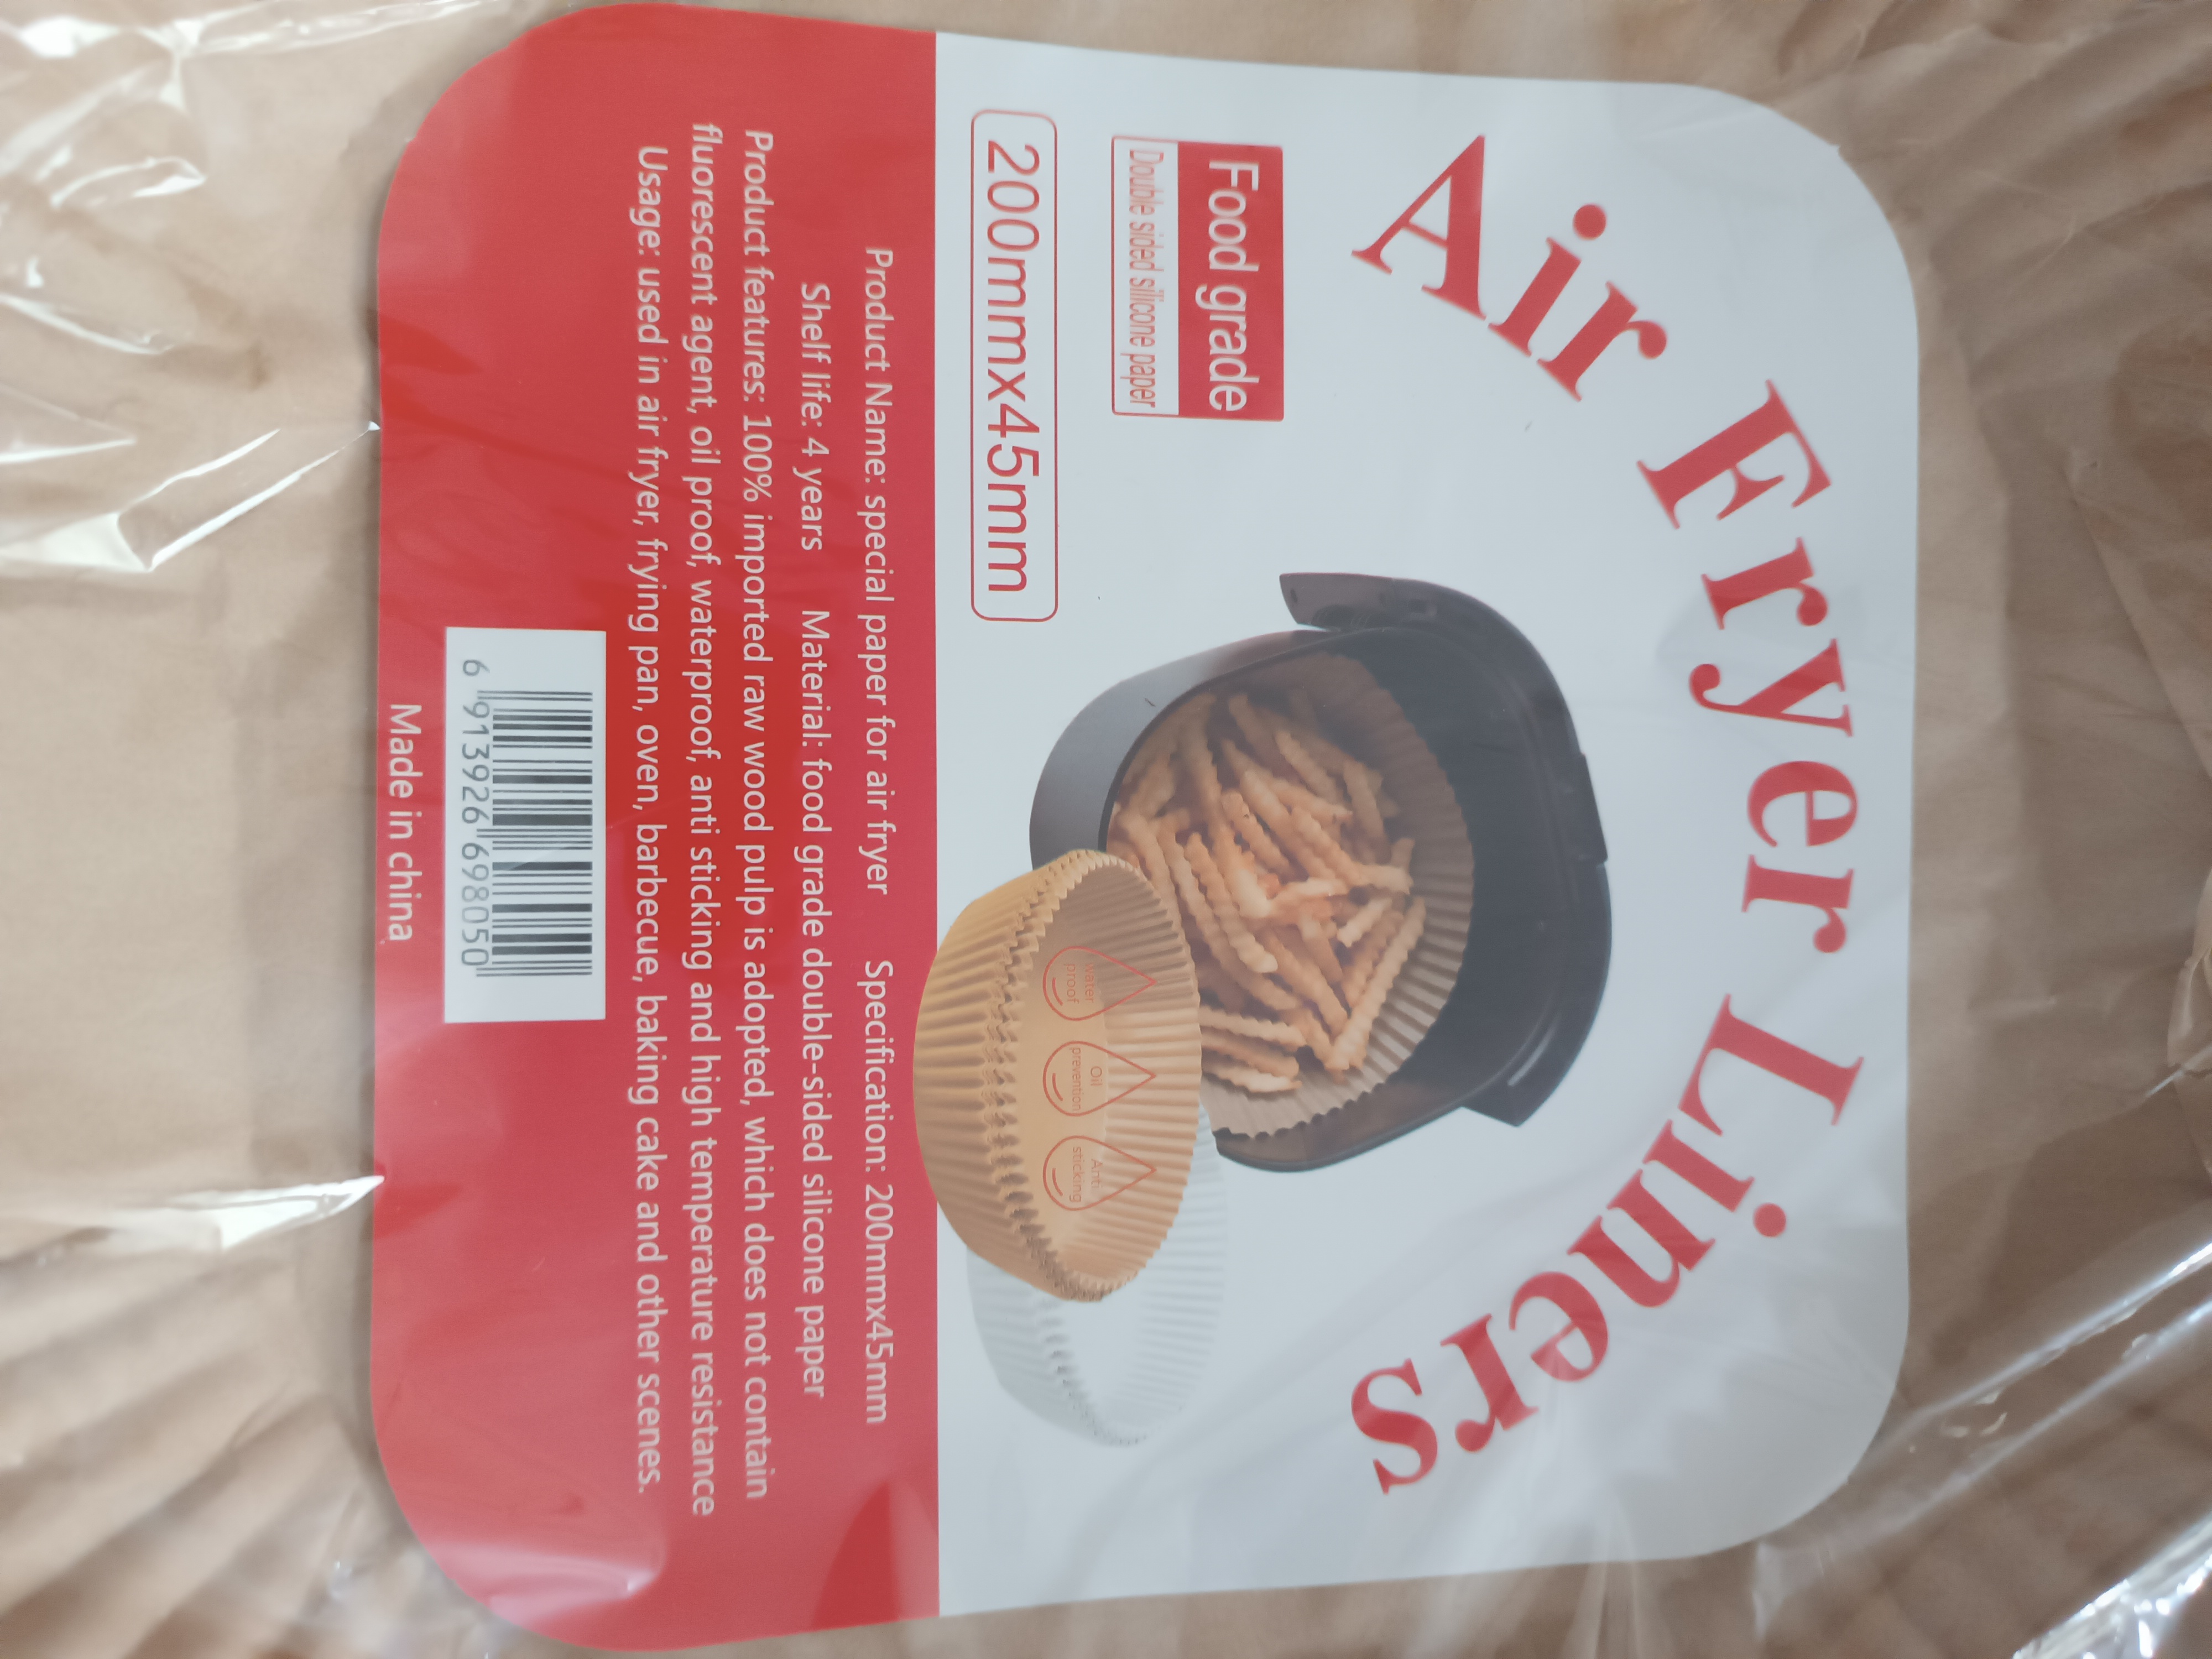 Air Fryer Liners
Food grade
Double sided silicone paper
200mmx45mm
water
proof
Oil
prevention
Anti
sticking
Product Name: special paper for air fryer Specification: 200mmx45mm
Shelf life: 4 years Material: food grade double-sided silicone paper
Product features: 100% imported raw wood pulp is adopted, which does not contain
fluorescent agent, oil proof, waterproof, anti sticking and high temperature resistance
Usage: used in air fryer, frying pan, oven, barbecue, baking cake and other scenes.
6 913926 698050
Made in china